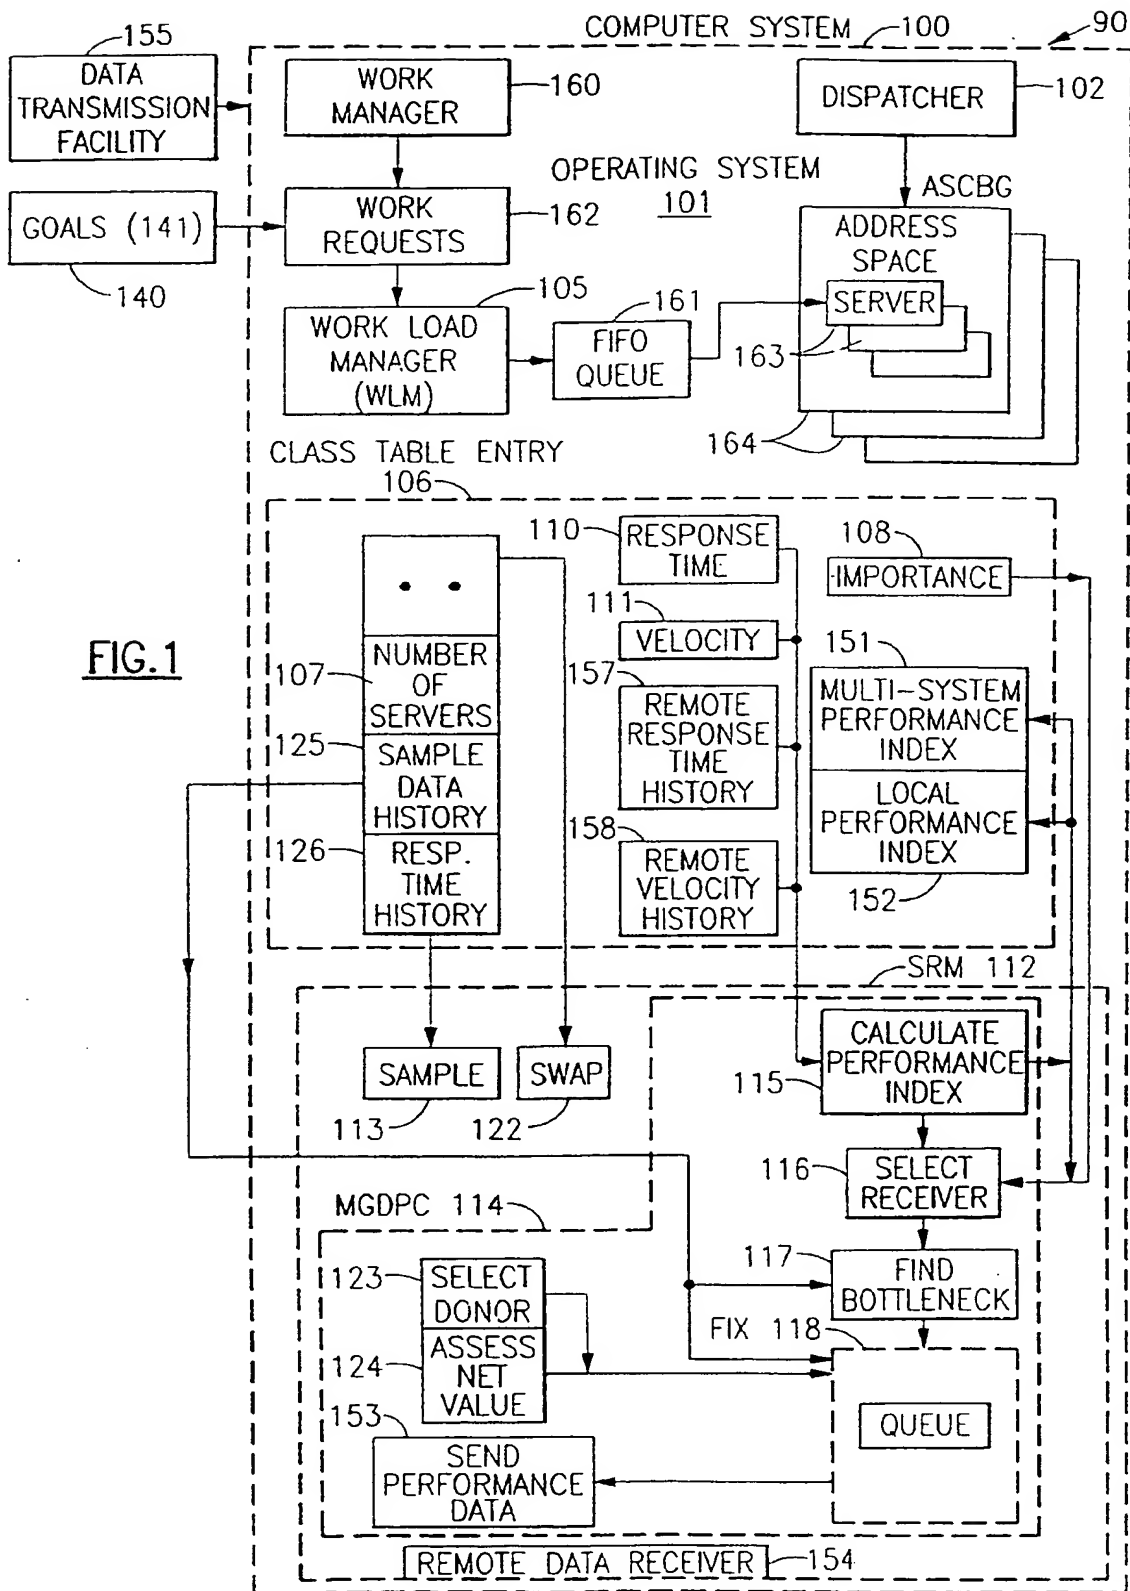 COMPUTER SYSTEM 100
90
155
DATA
TRANSMISSION
FACILITY
WORK
MANAGER
160
DISPATCHER
102
OPERATING SYSTEM
101
ASCBG
GOALS (141)
140
WORK
REQUESTS
162
ADDRESS
SPACE
SERVER
163
164
105
WORK LOAD
MANAGER
(WLM)
161
FIFO
QUEUE
CLASS TABLE ENTRY
106
FIG.1
107
NUMBER
OF
SERVERS
125
SAMPLE
DATA
HISTORY
126
RESP.
TIME
HISTORY
110
RESPONSE
TIME
111
VELOCITY
157
REMOTE
RESPONSE
TIME
HISTORY
158
REMOTE
VELOCITY
HISTORY
108
IMPORTANCE
151
MULTI-SYSTEM
PERFORMANCE
INDEX
LOCAL
PERFORMANCE
INDEX
152
SRM 112
SAMPLE
113
SWAP
122
CALCULATE
PERFORMANCE
INDEX
115
116
SELECT
RECEIVER
MGDPC 114
117
FIND
BOTTLENECK
123
SELECT
DONOR
124
ASSESS
NET
VALUE
FIX 118
QUEUE
153
SEND
PERFORMANCE
DATA
REMOTE DATA RECEIVER
154